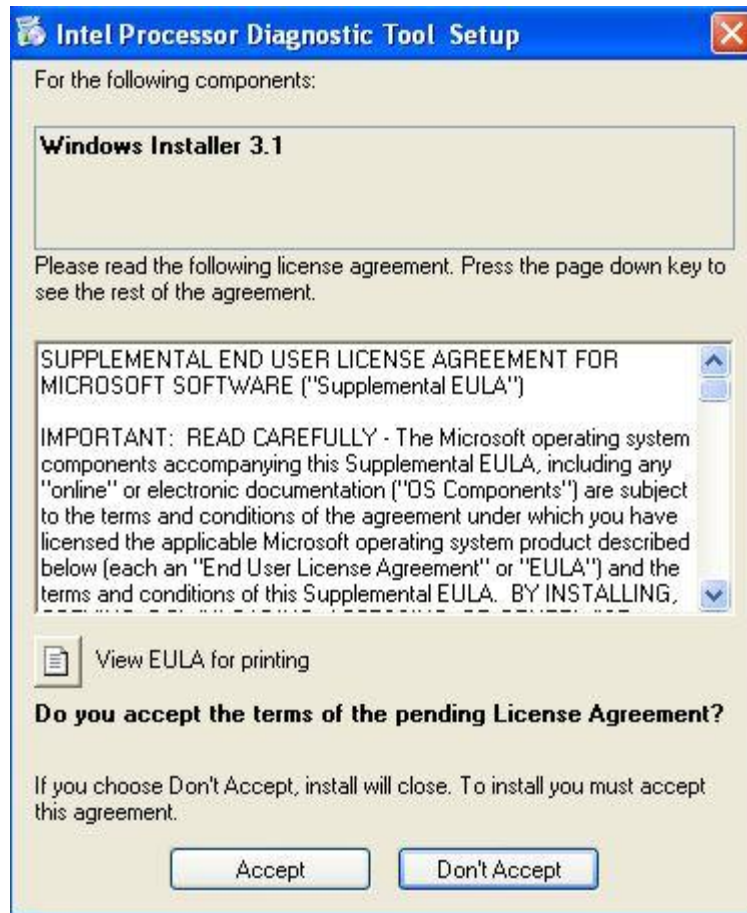 Intel Processor Diagnostic Tool Setup
For the following components:
Windows Installer 3.1
Please read the following license agreement. Press the page down key to
see the rest of the agreement.
SUPPLEMENTAL END USER LICENSE AGREEMENT FOR
MICROSOFT SOFTWARE ("Supplemental EULA")
IMPORTANT: READ CAREFULLY - The Microsoft operating system
components accompanying this Supplemental EULA, including any
"online" or electronic documentation ("OS Components") are subject
to the terms and conditions of the agreement under which you have
licensed the applicable Microsoft operating system product described
below (each an "End User License Agreement" or "EULA") and the
terms and conditions of this Supplemental EULA. BY INSTALLING,
View EULA for printing
Do you accept the terms of the pending License Agreement?
If you choose Don't Accept, install will close. To install you must accept
this agreement.
Accept
Don't Accept